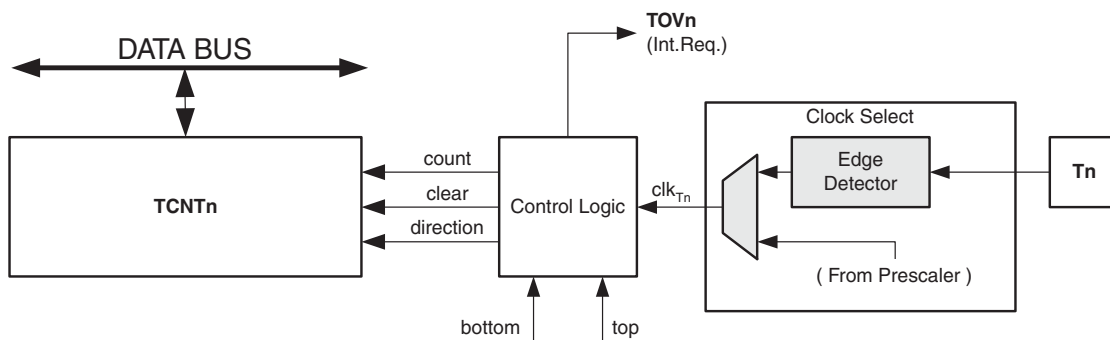 DATA BUS
TOVn
(Int.Req.)
TCNTn
count
clear
direction
Control Logic
bottom
top
clkTn
Clock Select
Edge
Detector
( From Prescaler )
Tn